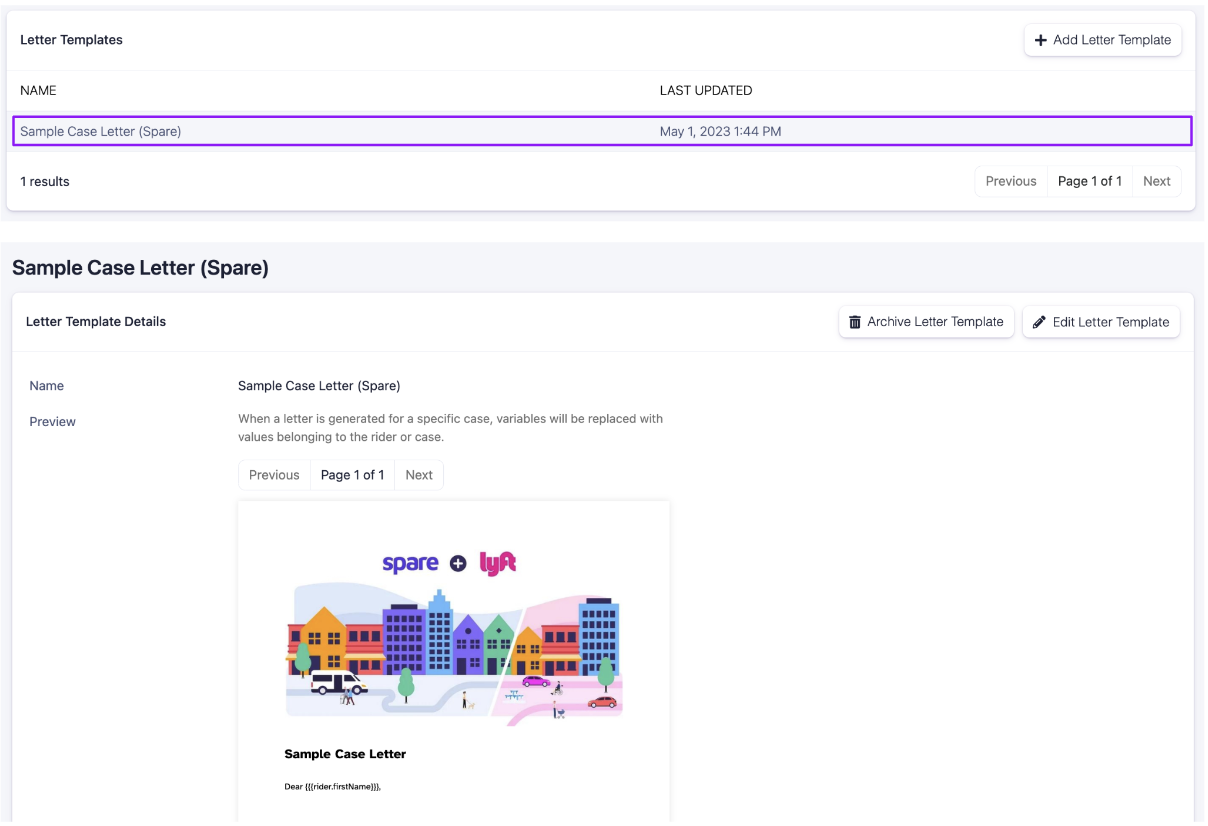 Letter Templates
Add Letter Template
NAME LAST UPDATED
Sample Case Letter (Spare) May 1, 2023 1:44 PM
1 results
Previous Page 1 of 1 Next
Sample Case Letter (Spare)
Letter Template Details
Archive Letter Template Edit Letter Template
Name Sample Case Letter (Spare)
Preview When a letter is generated for a specific case, variables will be replaced with
values belonging to the rider or case.
Previous Page 1 of 1 Next
spare + lyft
Sample Case Letter
Dear {{{rider.firstName}}},